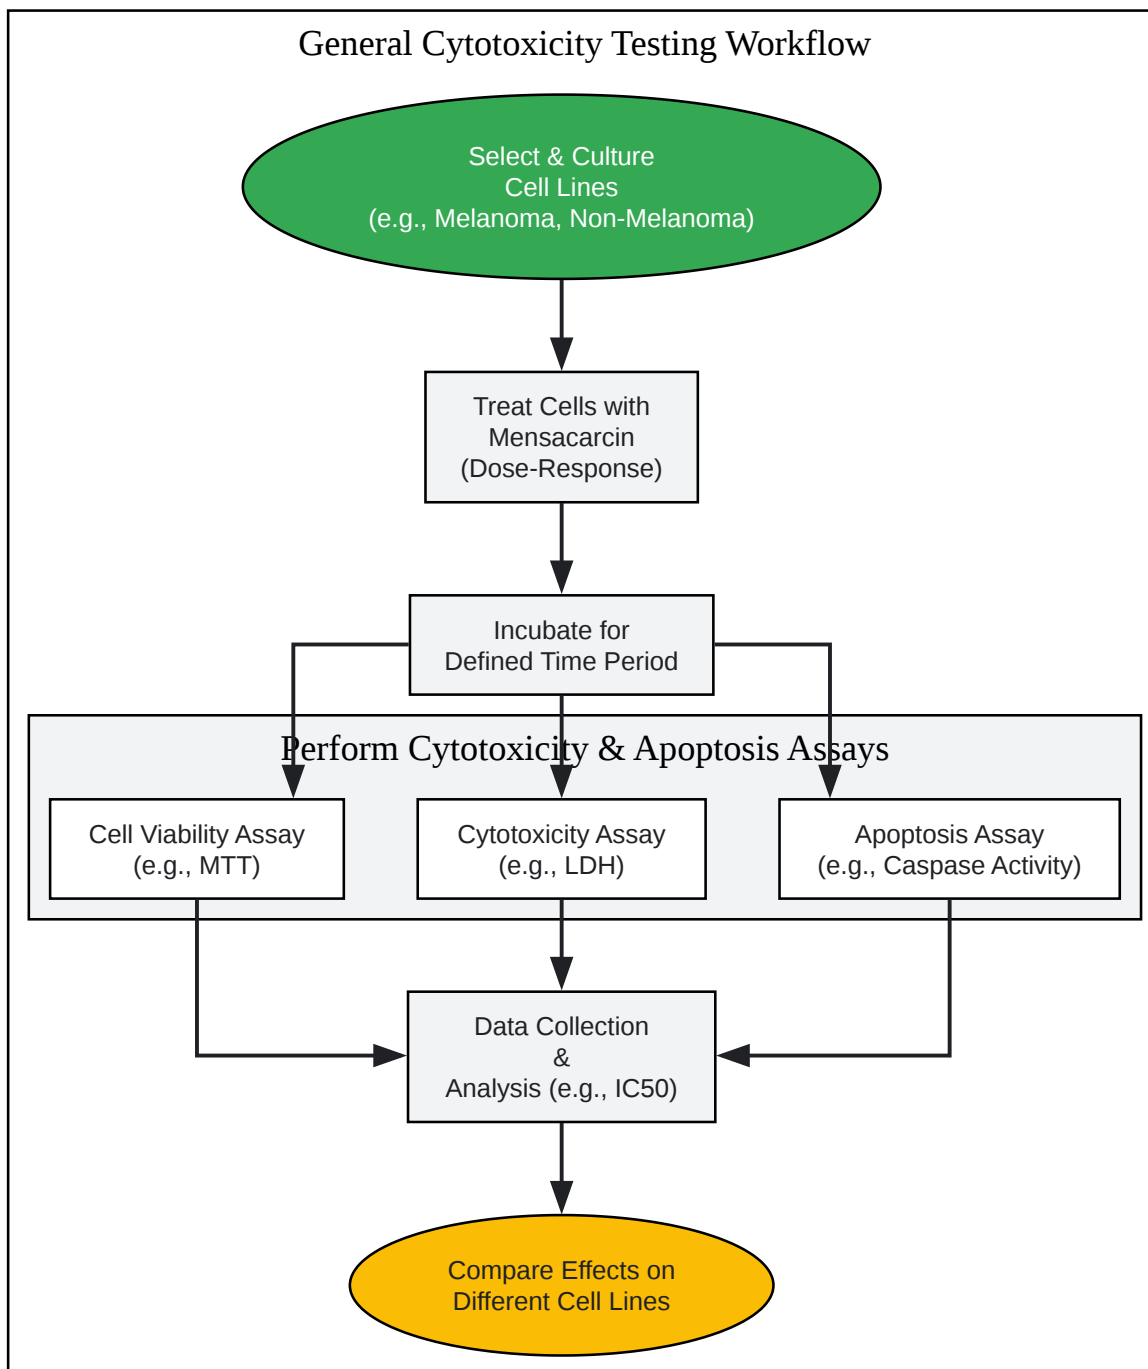 General Cytotoxicity Testing Workflow
Select & Culture
Cell Lines
(e.g., Melanoma, Non-Melanoma)
Treat Cells with
Mensacarcin
(Dose-Response)
Incubate for
Defined Time Period
Perform Cytotoxicity & Apoptosis Assays
Cell Viability Assay
(e.g., MTT)
Cytotoxicity Assay
(e.g., LDH)
Apoptosis Assay
(e.g., Caspase Activity)
Data Collection
&
Analysis (e.g., IC50)
Compare Effects on
Different Cell Lines